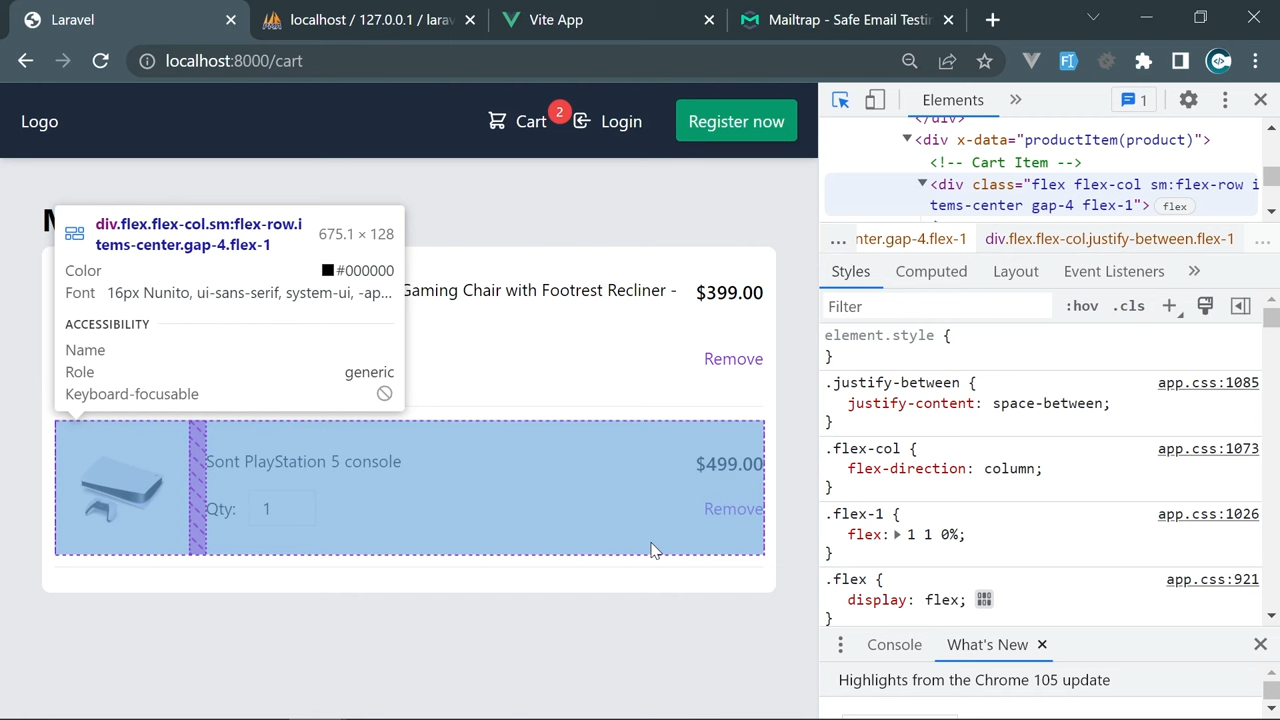 Laravel
localhost / 127.0.0.1 / larav
Vite App
Mailtrap - Safe Email Testin
localhost:8000/cart
Logo
Cart
2
Login
Register now
M
Gaming Chair with Footrest Recliner -
$399.00
Remove
div.flex.flex-col.sm:flex-row.i
tems-center.gap-4.flex-1
675.1 × 128
Color
#000000
Font
16px Nunito, ui-sans-serif, system-ui, -ap...
ACCESSIBILITY
Name
Role
generic
Keyboard-focusable
Sont PlayStation 5 console
$499.00
Qty:
1
Remove
Elements
1
</div>
<div x-data="productItem(product)">
<!-- Cart Item -->
<div class="flex flex-col sm:flex-row i
tems-center gap-4 flex-1">
flex
...
nter.gap-4.flex-1
div.flex.flex-col.justify-between.flex-1
...
Styles
Computed
Layout
Event Listeners
Filter
:hov
.cls
element.style {
}
.justify-between {
app.css:1085
justify-content: space-between;
}
.flex-col {
app.css:1073
flex-direction: column;
}
.flex-1 {
app.css:1026
flex: 1 1 0%;
}
.flex {
app.css:921
display: flex;
}
Console
What's New
Highlights from the Chrome 105 update